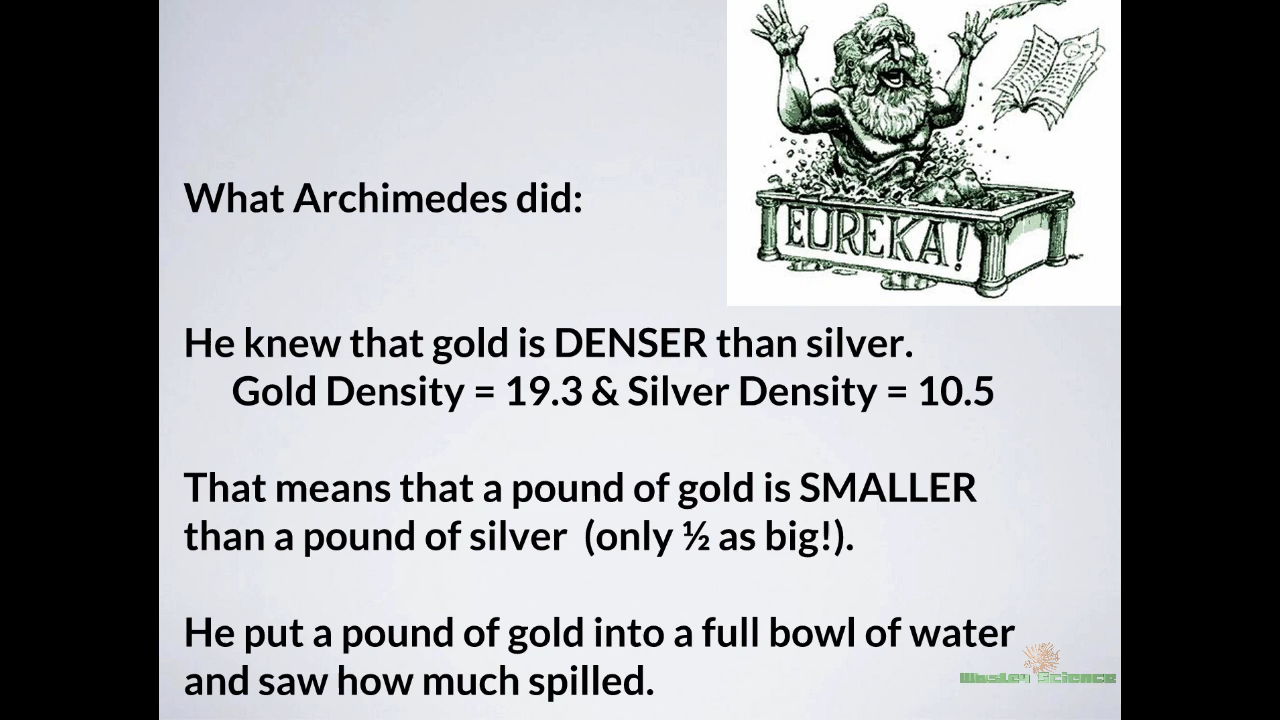 EUREKA!
What Archimedes did:
He knew that gold is DENSER than silver.
Gold Density = 19.3 & Silver Density = 10.5
That means that a pound of gold is SMALLER
than a pound of silver (only ½ as big!).
He put a pound of gold into a full bowl of water
and saw how much spilled.
Science